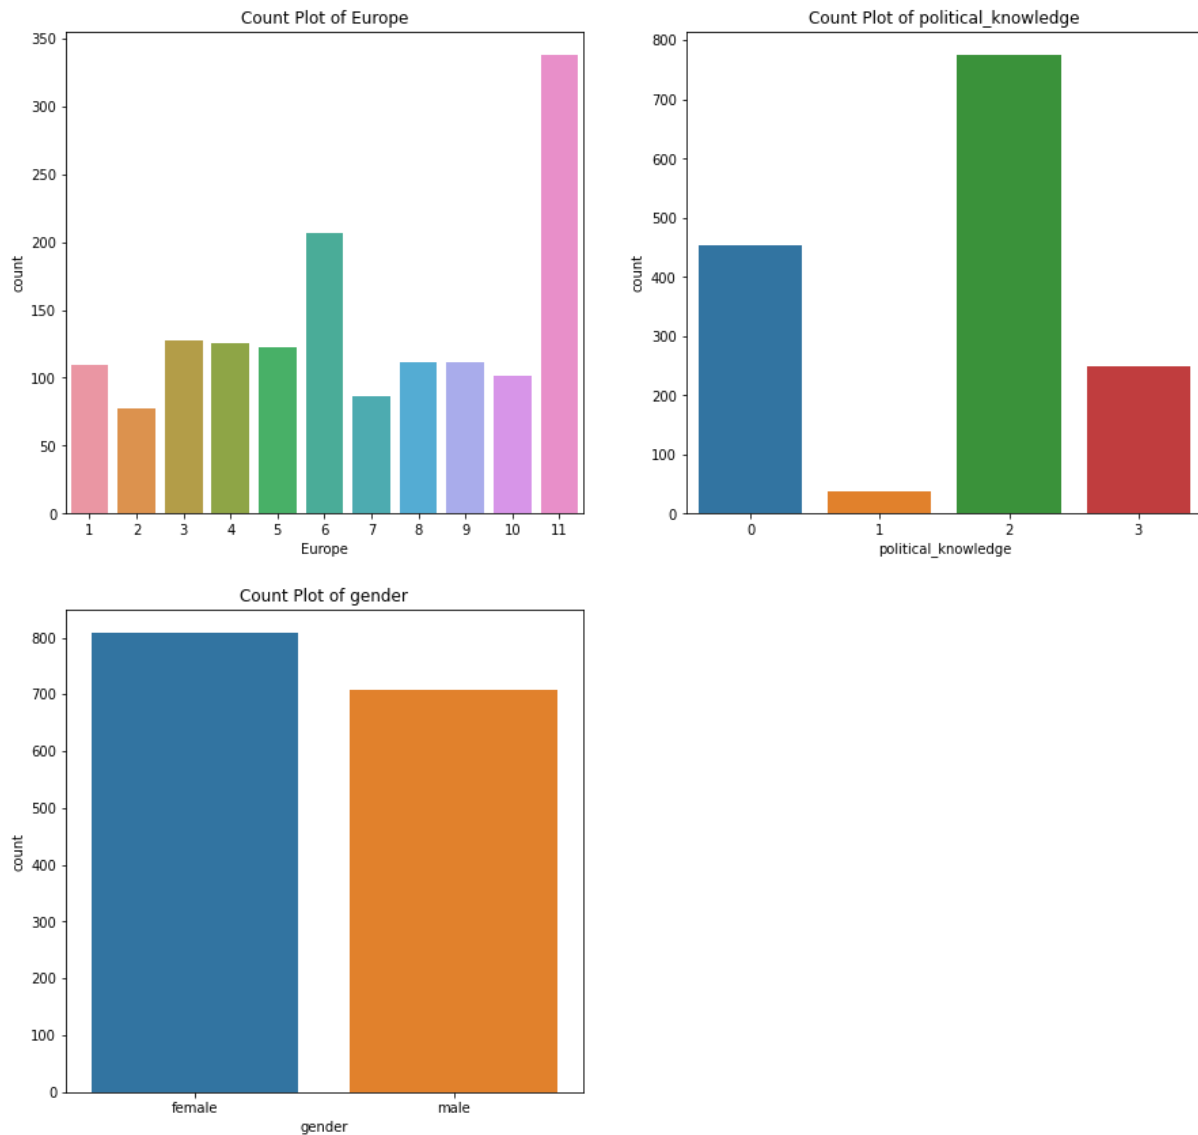 Count Plot of Europe
350
300
250
200
150
100
50
0
count
1 2 3 4 5 6 7 8 9 10 11
Europe
Count Plot of political_knowledge
800
700
600
500
400
300
200
100
0
count
0 1 2 3
political_knowledge
Count Plot of gender
800
700
600
500
400
300
200
100
0
count
female male
gender